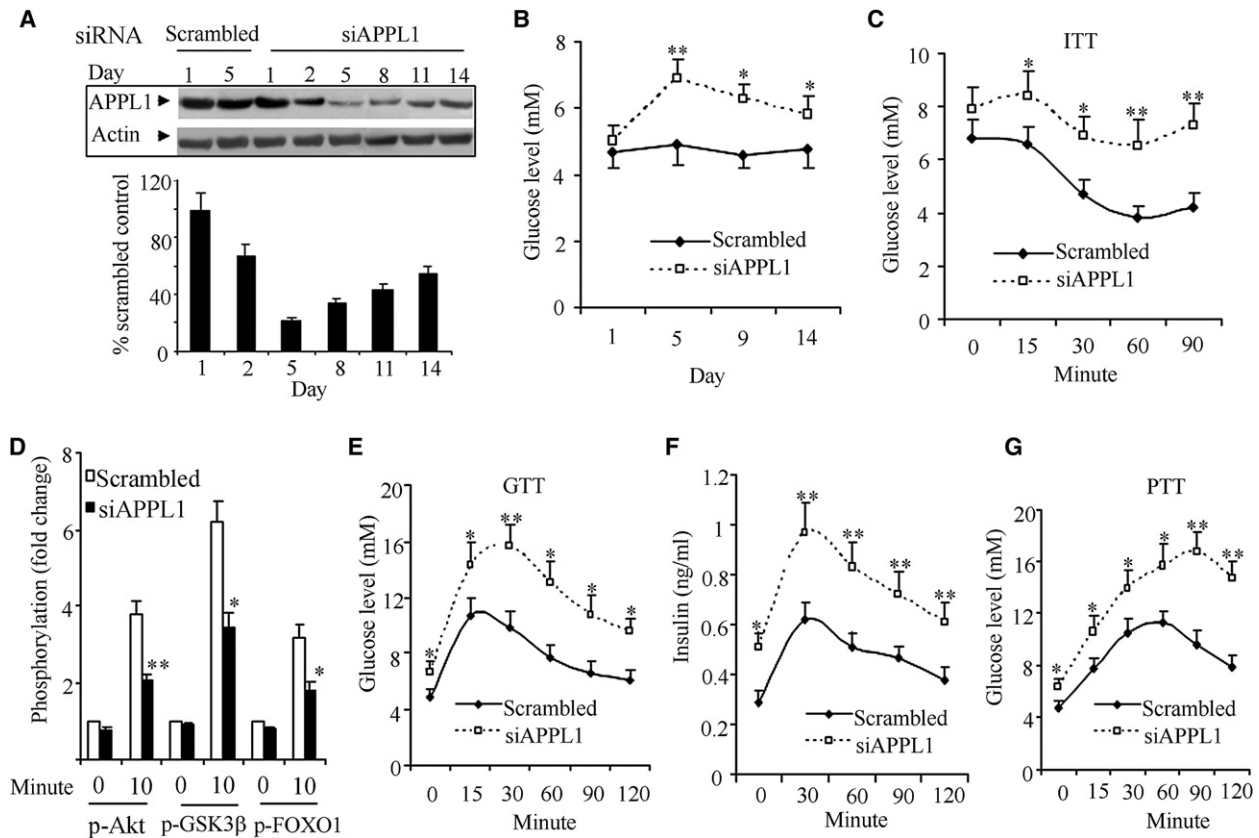 A
siRNA Scrambled siAPPL1
Day 1 5 1 2 5 8 11 14
APPL1
Actin
% scrambled control
120
80
40
0
1 2 5 8 11 14
Day
B
Glucose level (mM)
8
6
4
2
0
** * *
Scrambled
siAPPL1
1 5 9 14
Day
C
ITT
Glucose level (mM)
10
8
6
4
2
0
* * ** **
Scrambled
siAPPL1
0 15 30 60 90
Minute
D
Phosphorylation (fold change)
8
6
4
2
Scrambled
siAPPL1
** * *
Minute 0 10 0 10 0 10
p-Akt p-GSK3β p-FOXO1
E
GTT
Glucose level (mM)
20
16
12
8
4
0
* * ** * * *
Scrambled
siAPPL1
0 15 30 60 90 120
Minute
F
Insulin (ng/ml)
1.2
1
0.8
0.6
0.4
0.2
0
* ** ** ** **
Scrambled
siAPPL1
0 30 60 90 120
Minute
G
PTT
Glucose level (mM)
20
16
12
8
4
0
* * * * ** **
Scrambled
siAPPL1
0 15 30 60 90 120
Minute